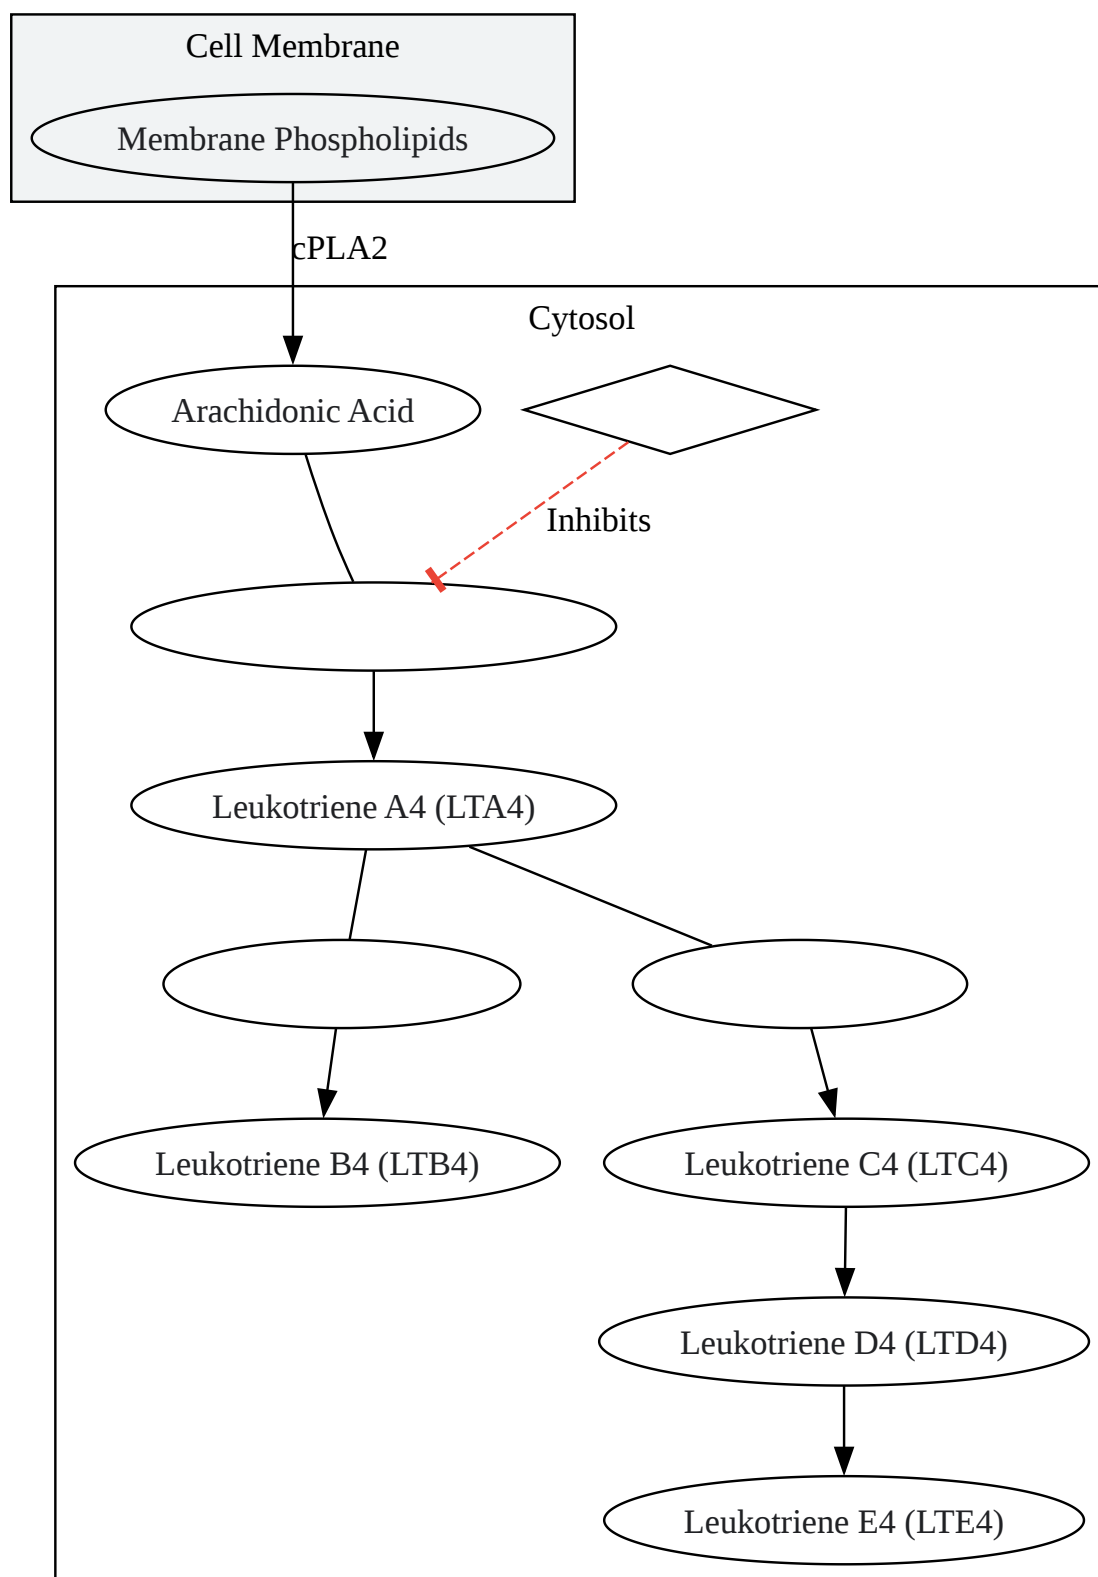 Cell Membrane
Membrane Phospholipids
cPLA2
Cytosol
Arachidonic Acid
Inhibits
Leukotriene A4 (LTA4)
Leukotriene B4 (LTB4)
Leukotriene C4 (LTC4)
Leukotriene D4 (LTD4)
Leukotriene E4 (LTE4)